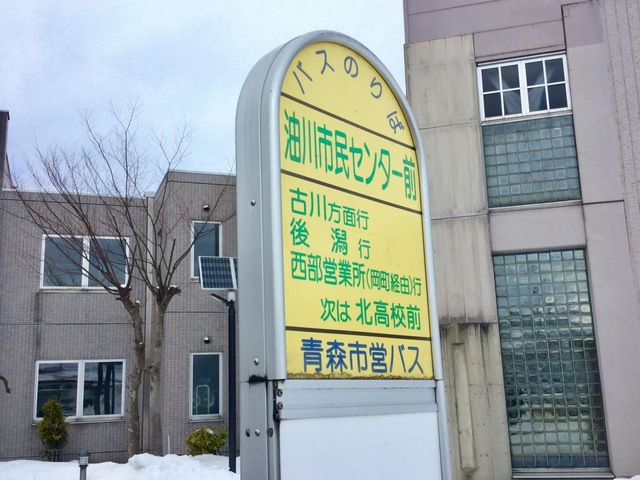 バスのりば
油川市民センター前
古川方面行
後潟行
西部営業所(岡町経由)行
次は 北高校前
青森市営バス